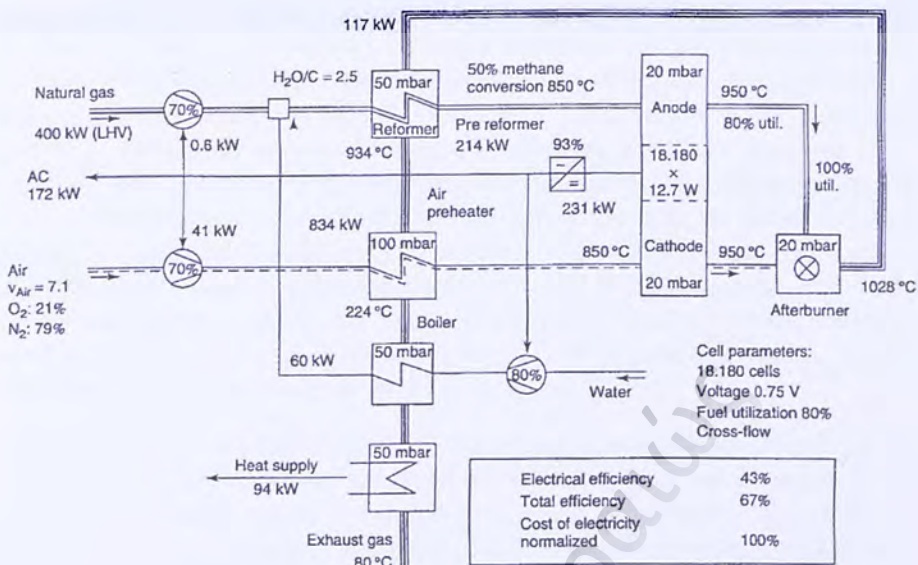 117 kW
H₂O/C = 2.5
50 mbar
50% methane
conversion 850 °C
20 mbar
950 °C
Natural gas
70%
Reformer
Anode
80% util.
400 kW (LHV)
0.6 kW
934 °C
Pre reformer
214 kW
93%
18.180
×
12.7 W
100%
util.
AC
172 kW
Air
preheater
231 kW
834 kW
41 kW
100 mbar
850 °C
Cathode
950 °C
20 mbar
Air
70%
20 mbar
1028 °C
vAir = 7.1
O₂: 21%
N₂: 79%
224 °C
Afterburner
Boiler
60 kW
50 mbar
80%
Water
Cell parameters:
18.180 cells
Voltage 0.75 V
Fuel utilization 80%
Cross-flow
50 mbar
Heat supply
94 kW
Electrical efficiency 43%
Total efficiency 67%
Cost of electricity
normalized 100%
Exhaust gas
80 °C